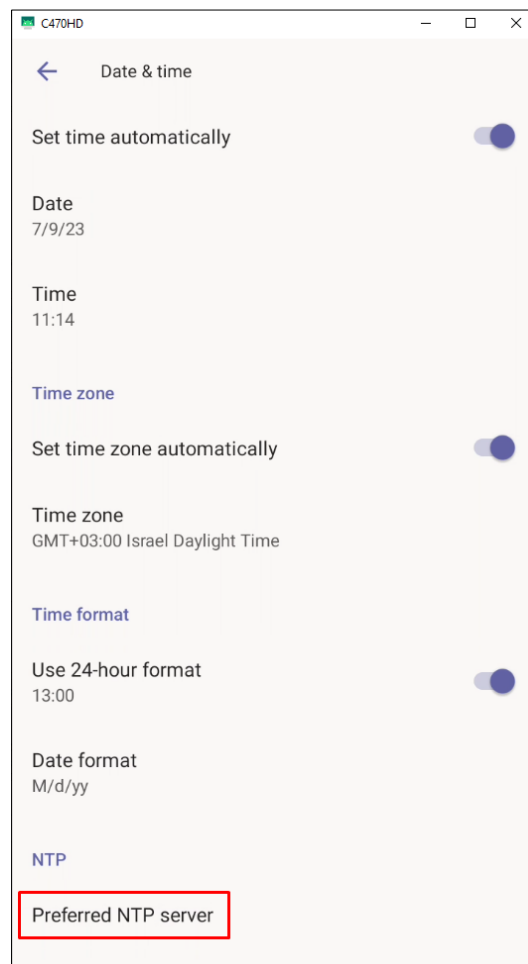 C470HD
Date & time
Set time automatically
Date
7/9/23
Time
11:14
Time zone
Set time zone automatically
Time zone
GMT+03:00 Israel Daylight Time
Time format
Use 24-hour format
13:00
Date format
M/d/yy
NTP
Preferred NTP server